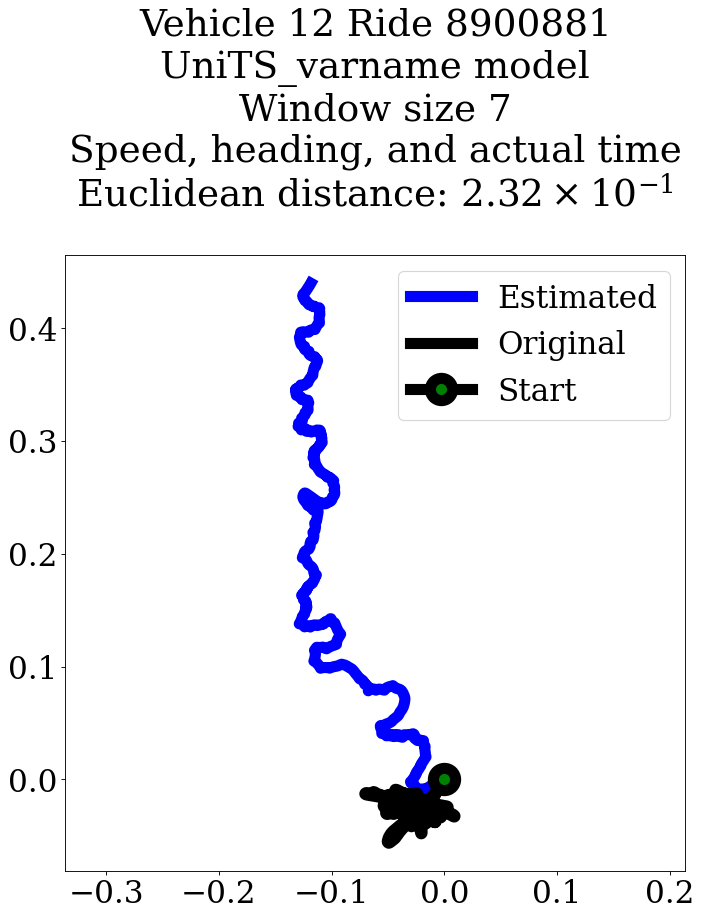 Vehicle 12 Ride 8900881
UniTS_varname model
Window size 7
Speed, heading, and actual time
Euclidean distance: 2.32 × 10⁻¹
Estimated
Original
Start
0.4
0.3
0.2
0.1
0.0
−0.3 −0.2 −0.1 0.0 0.1 0.2